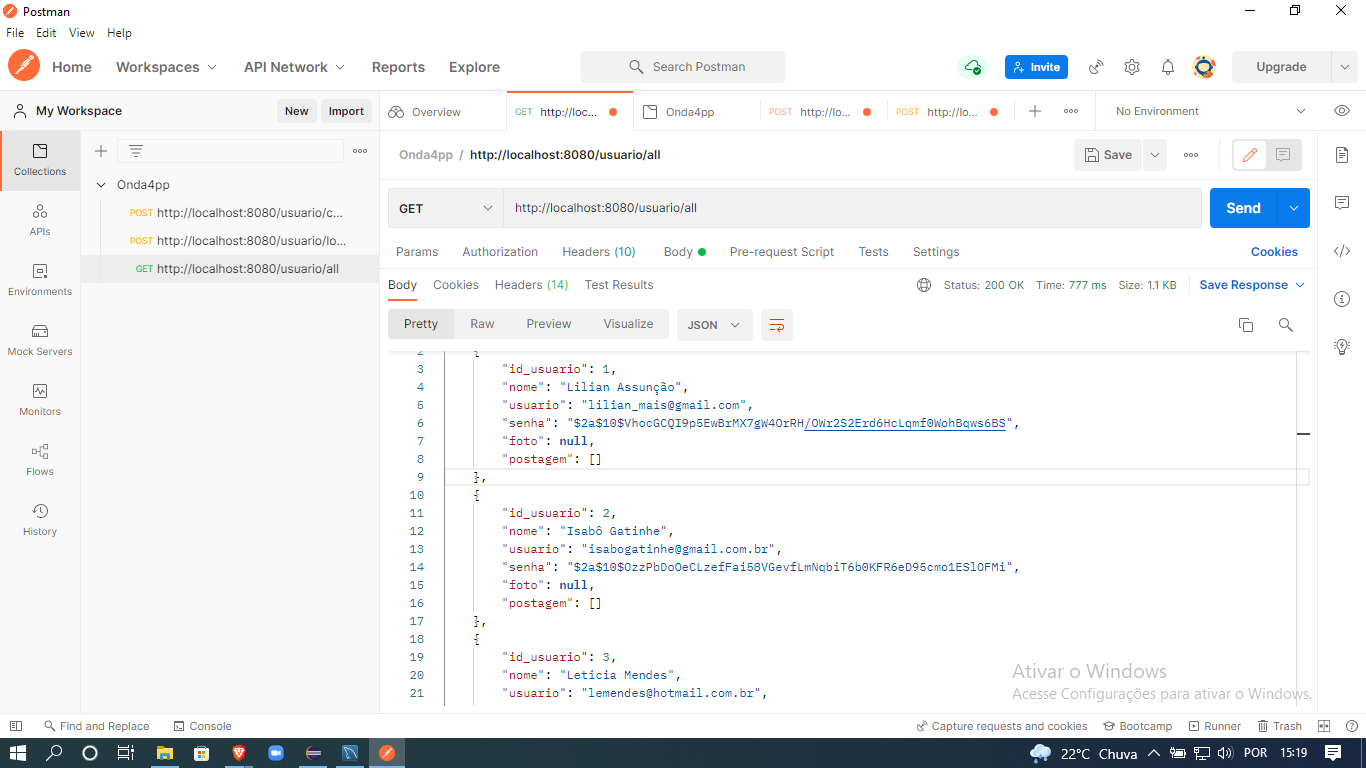 Postman
File Edit View Help
Home Workspaces API Network Reports Explore Search Postman Invite Upgrade
My Workspace New Import Overview GET http://loc... Onda4pp POST http://lo... POST http://lo... No Environment
Collections
APIs
Environments
Mock Servers
Monitors
Flows
History
Onda4pp
POST http://localhost:8080/usuario/c...
POST http://localhost:8080/usuario/lo...
GET http://localhost:8080/usuario/all
Onda4pp / http://localhost:8080/usuario/all Save
GET http://localhost:8080/usuario/all Send
Params Authorization Headers (10) Body Pre-request Script Tests Settings Cookies
Body Cookies Headers (14) Test Results Status: 200 OK Time: 777 ms Size: 1.1 KB Save Response
Pretty Raw Preview Visualize JSON
2 {
3 "id_usuario": 1,
4 "nome": "Lilian Assunção",
5 "usuario": "lilian_mais@gmail.com",
6 "senha": "$2a$10$VhocGCQI9p5EwBrMX7gW4OrRH/OWr2S2Erd6HcLqmf0WohBqws6BS",
7 "foto": null,
8 "postagem": []
9 },
10 {
11 "id_usuario": 2,
12 "nome": "Isabô Gatinhe",
13 "usuario": "isabogatinhe@gmail.com.br",
14 "senha": "$2a$10$OzzPbDoOeCLzefFai58VGevfLmNqbiT6b0KFR6eD95cmo1ESlOFMi",
15 "foto": null,
16 "postagem": []
17 },
18 {
19 "id_usuario": 3,
20 "nome": "Leticia Mendes",
21 "usuario": "lemendes@hotmail.com.br",
Ativar o Windows
Acesse Configurações para ativar o Windows.
Find and Replace Console Capture requests and cookies Bootcamp Runner Trash
22°C Chuva POR 15:19